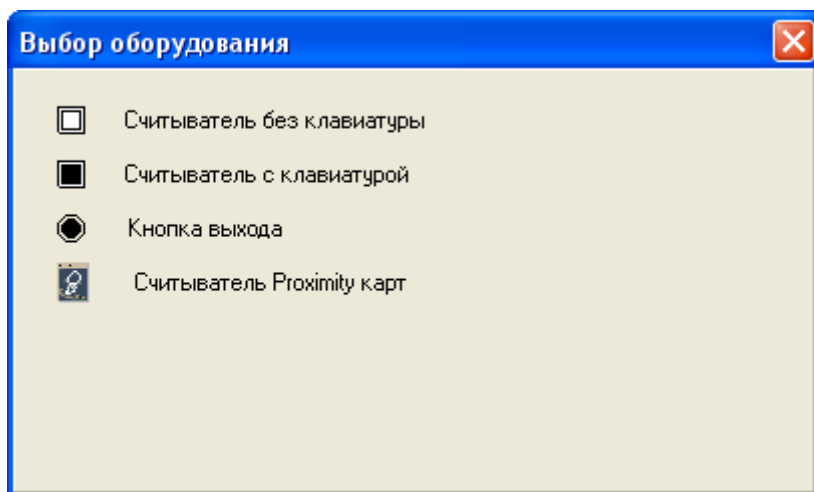 Выбор оборудования
Считыватель без клавиатуры
Считыватель с клавиатурой
Кнопка выхода
Считыватель Proximity карт